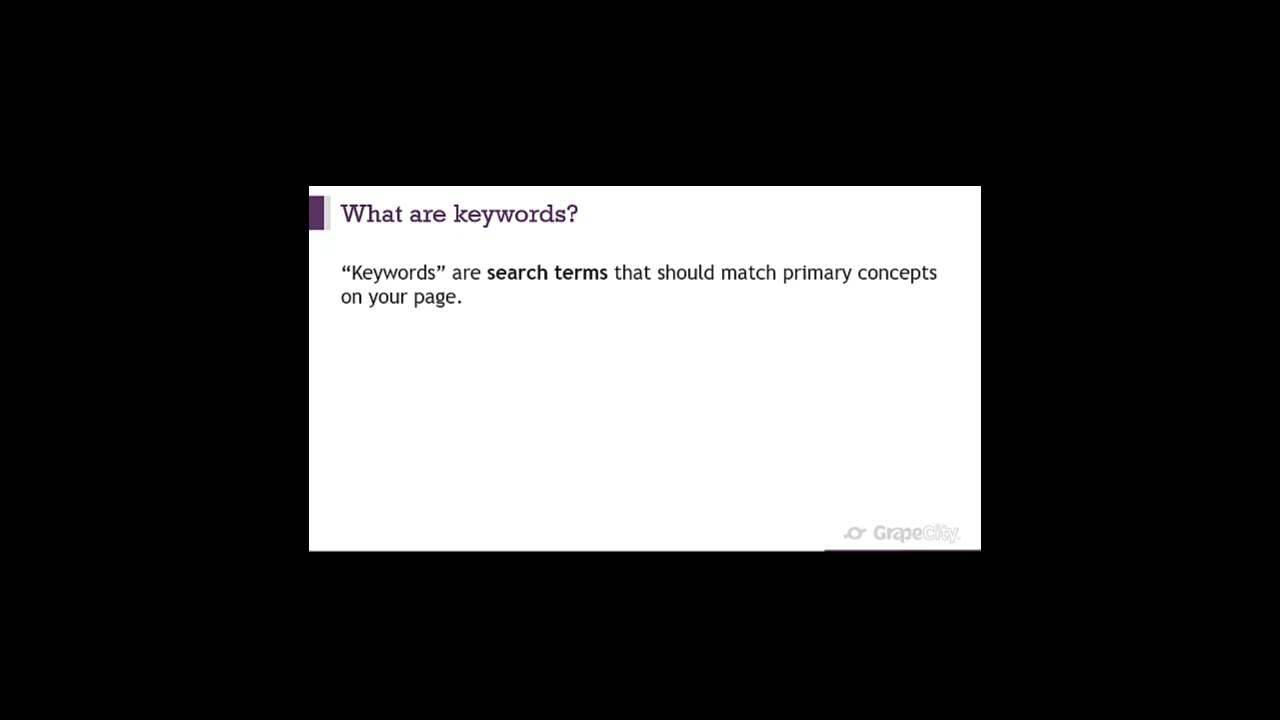 What are keywords?
“Keywords” are search terms that should match primary concepts
on your page.
GrapeCity